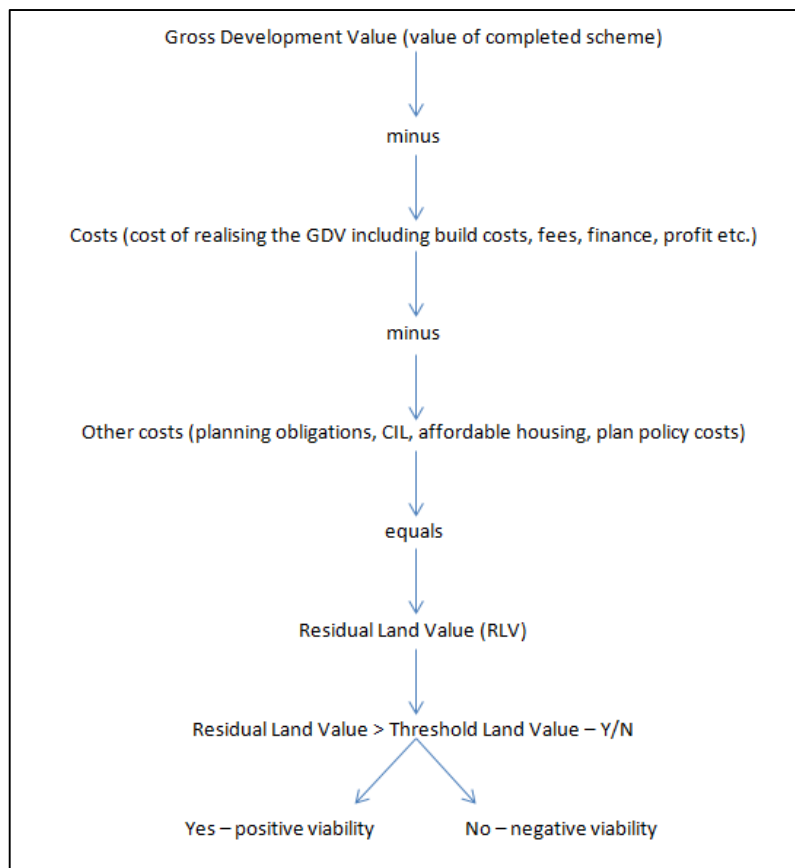 Gross Development Value (value of completed scheme)
minus
Costs (cost of realising the GDV including build costs, fees, finance, profit etc.)
minus
Other costs (planning obligations, CIL, affordable housing, plan policy costs)
equals
Residual Land Value (RLV)
Residual Land Value > Threshold Land Value – Y/N
Yes – positive viability
No – negative viability